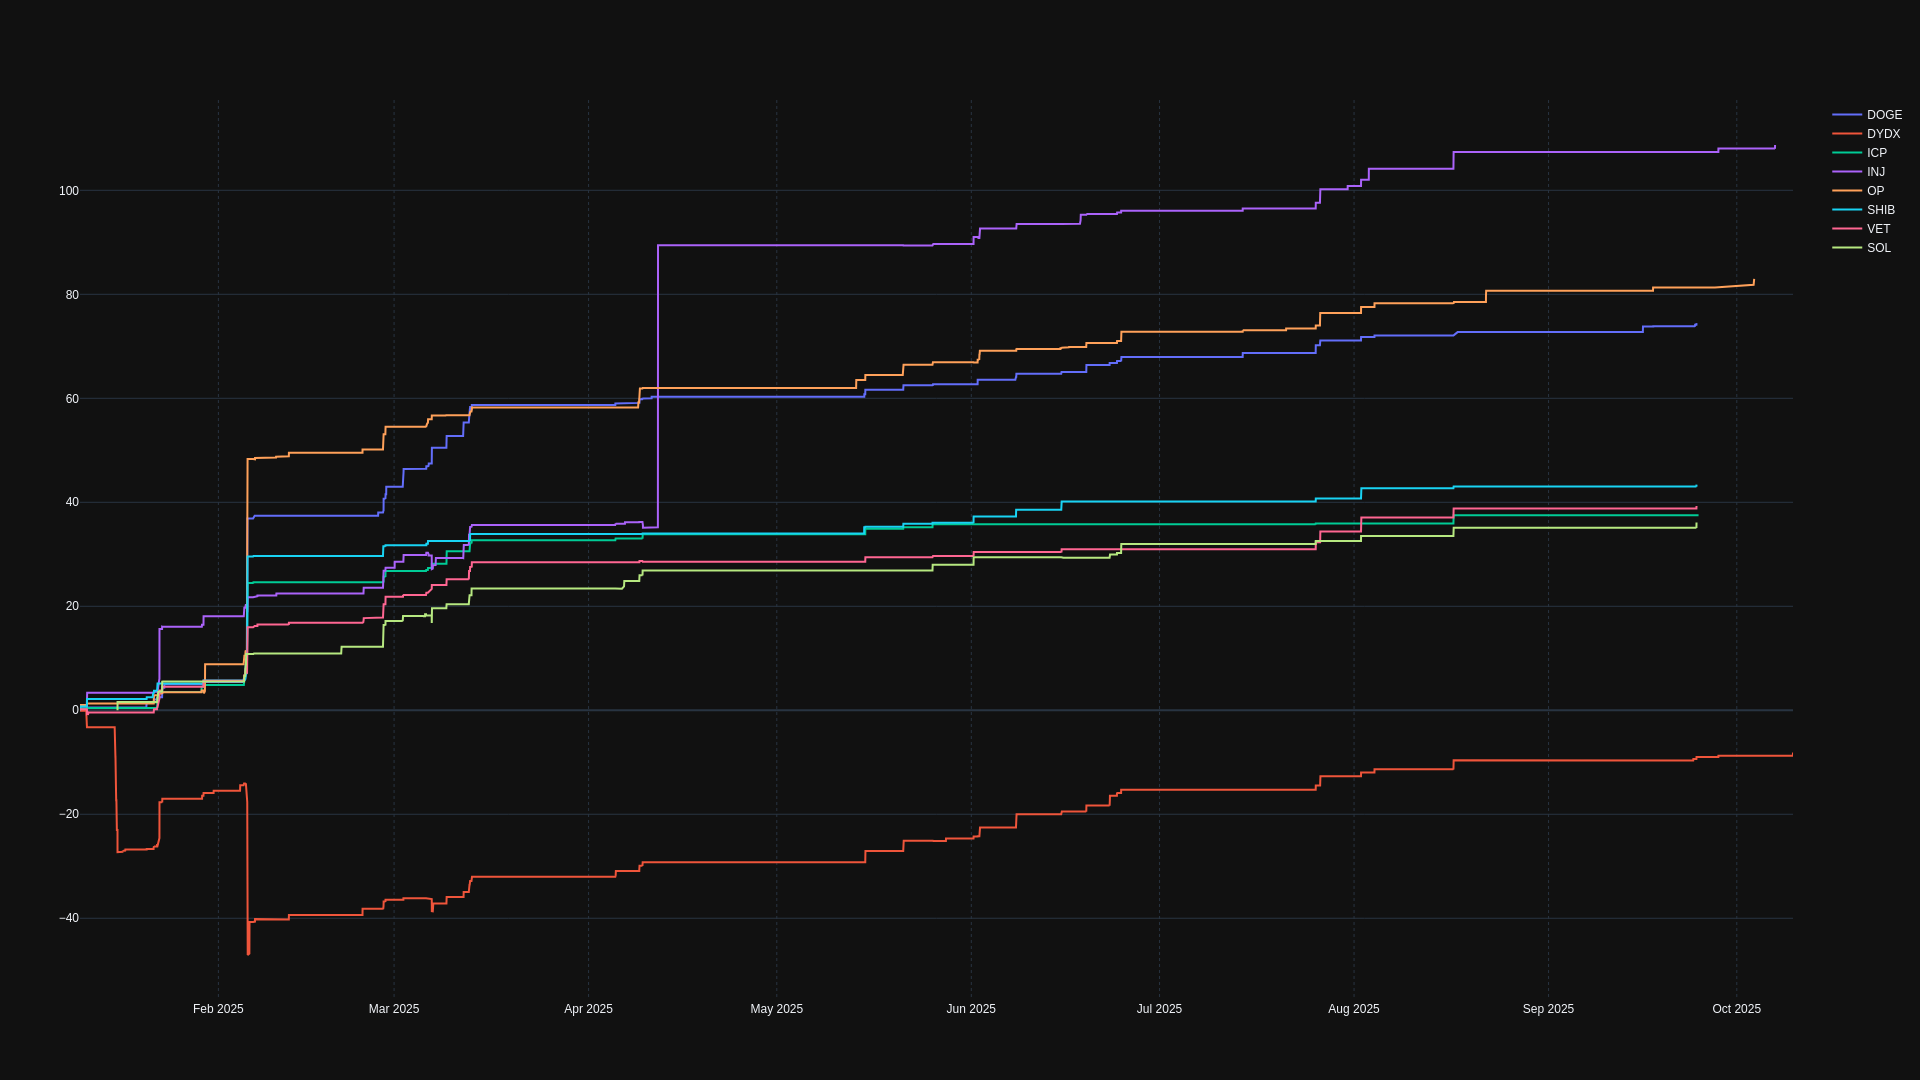 DOGE
DYDX
ICP
INJ
OP
SHIB
VET
SOL
100
80
60
40
20
0
−20
−40
Feb 2025
Mar 2025
Apr 2025
May 2025
Jun 2025
Jul 2025
Aug 2025
Sep 2025
Oct 2025